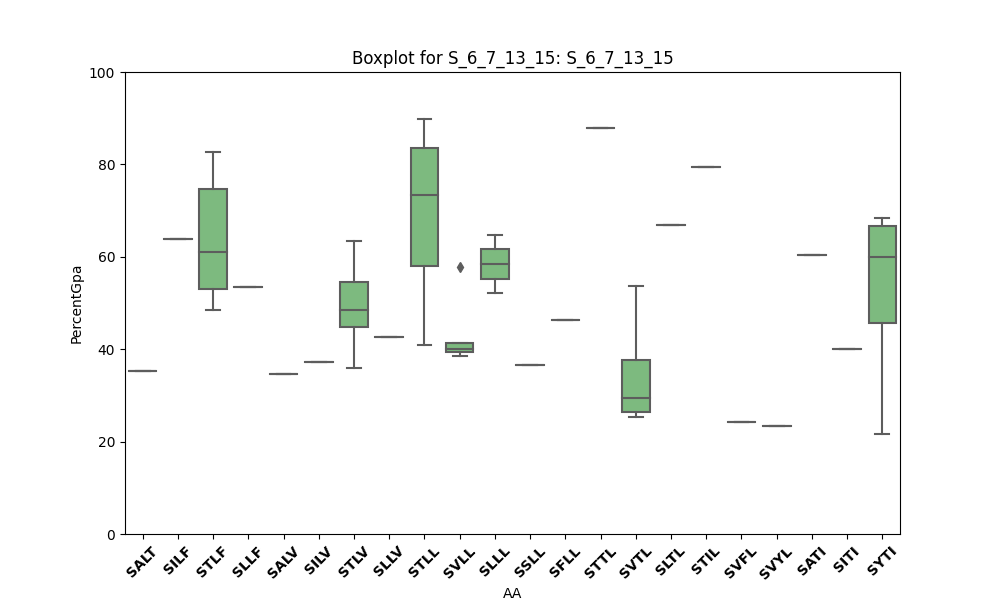 Boxplot for S_6_7_13_15: S_6_7_13_15
100
80
60
40
20
0
PercentGpa
SALT SILF STLF SLLF SALV SILV STLV SLLV STLL SVLL SLLL SSLL SFLL STTL SVTL SLTL STIL SVFL SVYL SATI SITI SYTI
AA